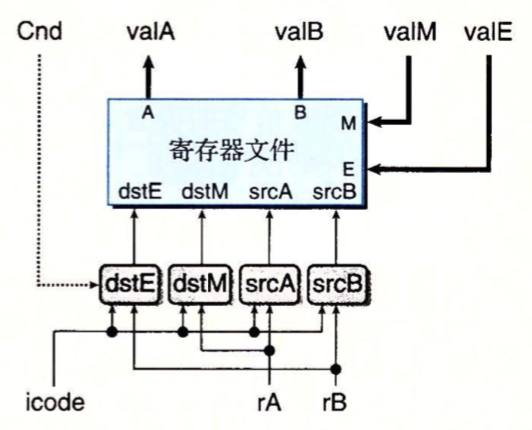 Cnd valA valB valM valE
A B
M
寄存器文件
E
dstE dstM srcA srcB
dstE dstM srcA srcB
icode rA rB